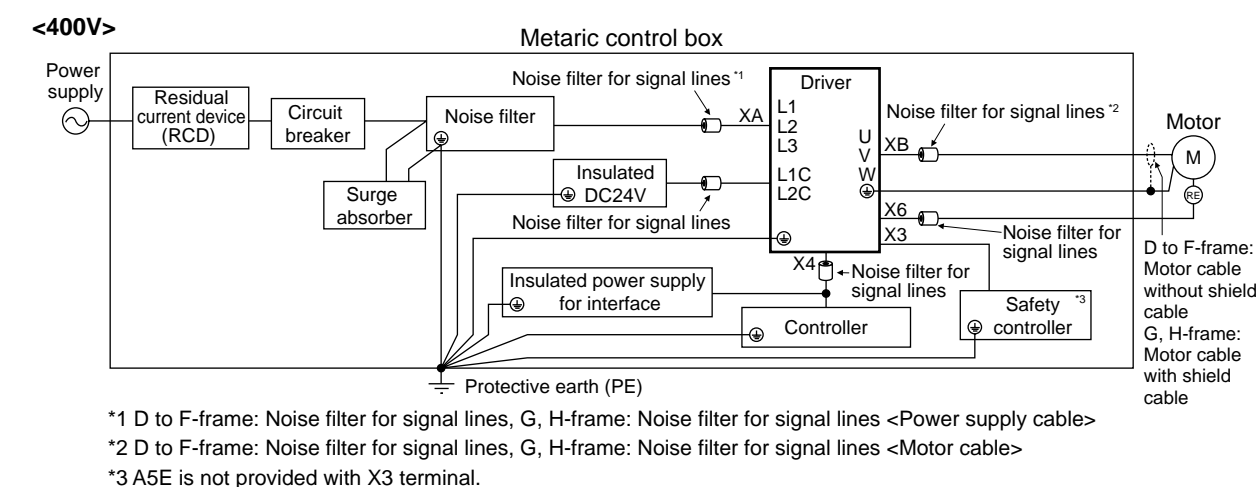 <400V>
Metaric control box
Power
supply
Residual
current device
(RCD)
Circuit
breaker
Noise filter
Surge
absorber
Noise filter for signal lines *1
XA
Insulated
DC24V
Noise filter for signal lines
Driver
L1
L2
L3
L1C
L2C
U
V
W
XB
X6
X3
X4
Noise filter for signal lines *2
Motor
M
RE
Noise filter for
signal lines
Noise filter for
signal lines
Insulated power supply
for interface
Controller
Safety *3
controller
D to F-frame:
Motor cable
without shield
cable
G, H-frame:
Motor cable
with shield
cable
Protective earth (PE)
*1 D to F-frame: Noise filter for signal lines, G, H-frame: Noise filter for signal lines <Power supply cable>
*2 D to F-frame: Noise filter for signal lines, G, H-frame: Noise filter for signal lines <Motor cable>
*3 A5E is not provided with X3 terminal.